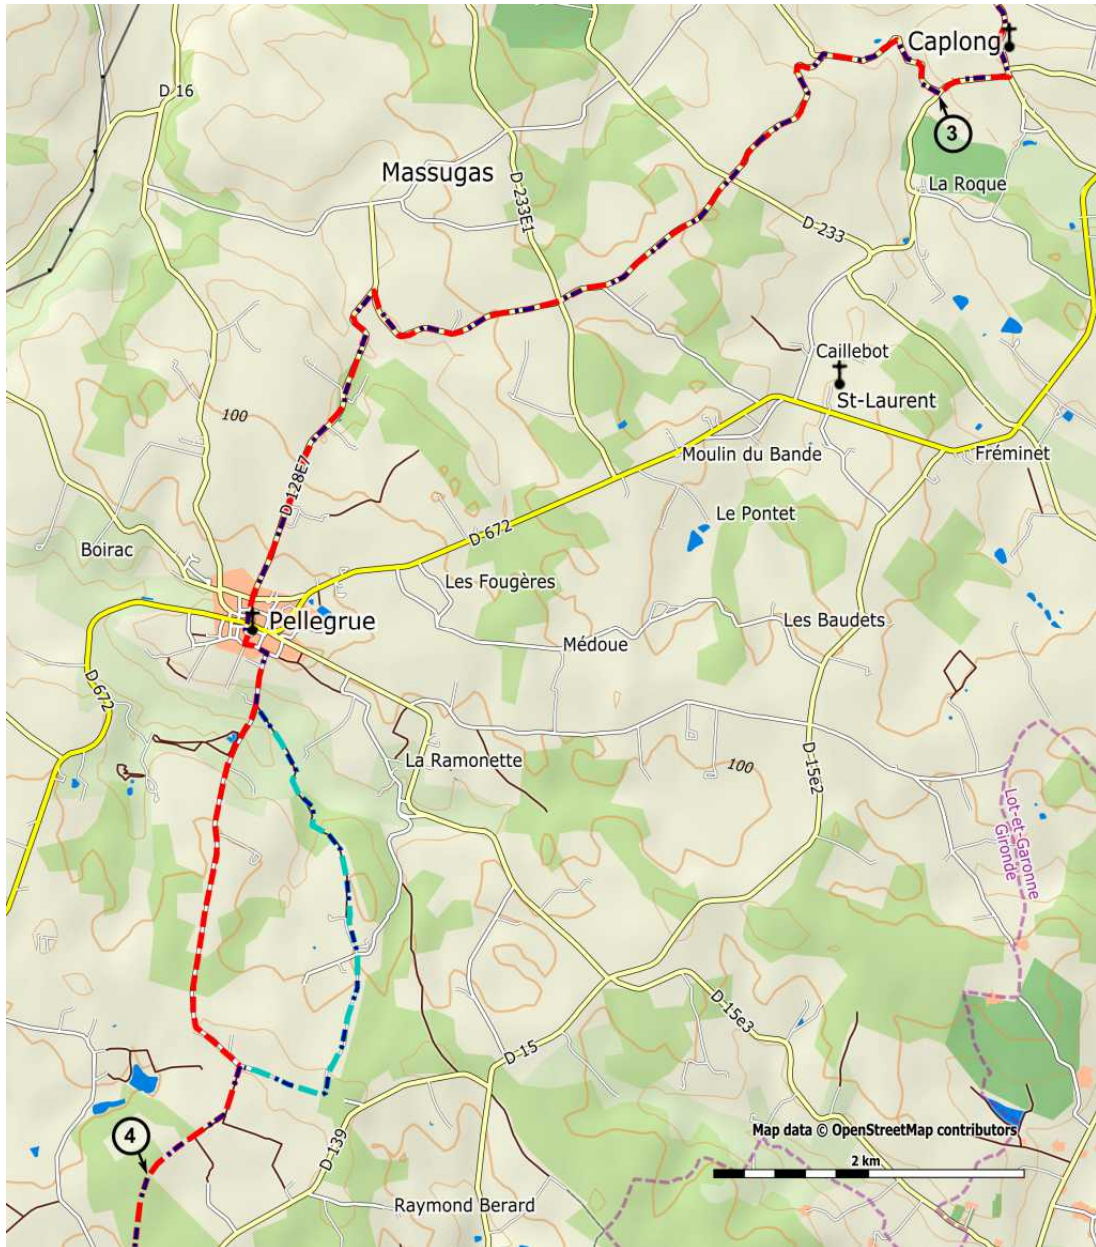 Caplong
D 16
3
Massugas
La Roque
D 233E1
D 233
Caillebot
St-Laurent
100
Moulin du Bande
Fréminet
D 128E7
Le Pontet
D 672
Boirac
Les Fougères
Pellegrue
Les Baudets
Médoue
D 672
La Ramonette
100
D 15e2
Lot-et-Garonne
Gironde
D 15e3
D 15
Map data © OpenStreetMap contributors
4
D 139
2 km
Raymond Berard